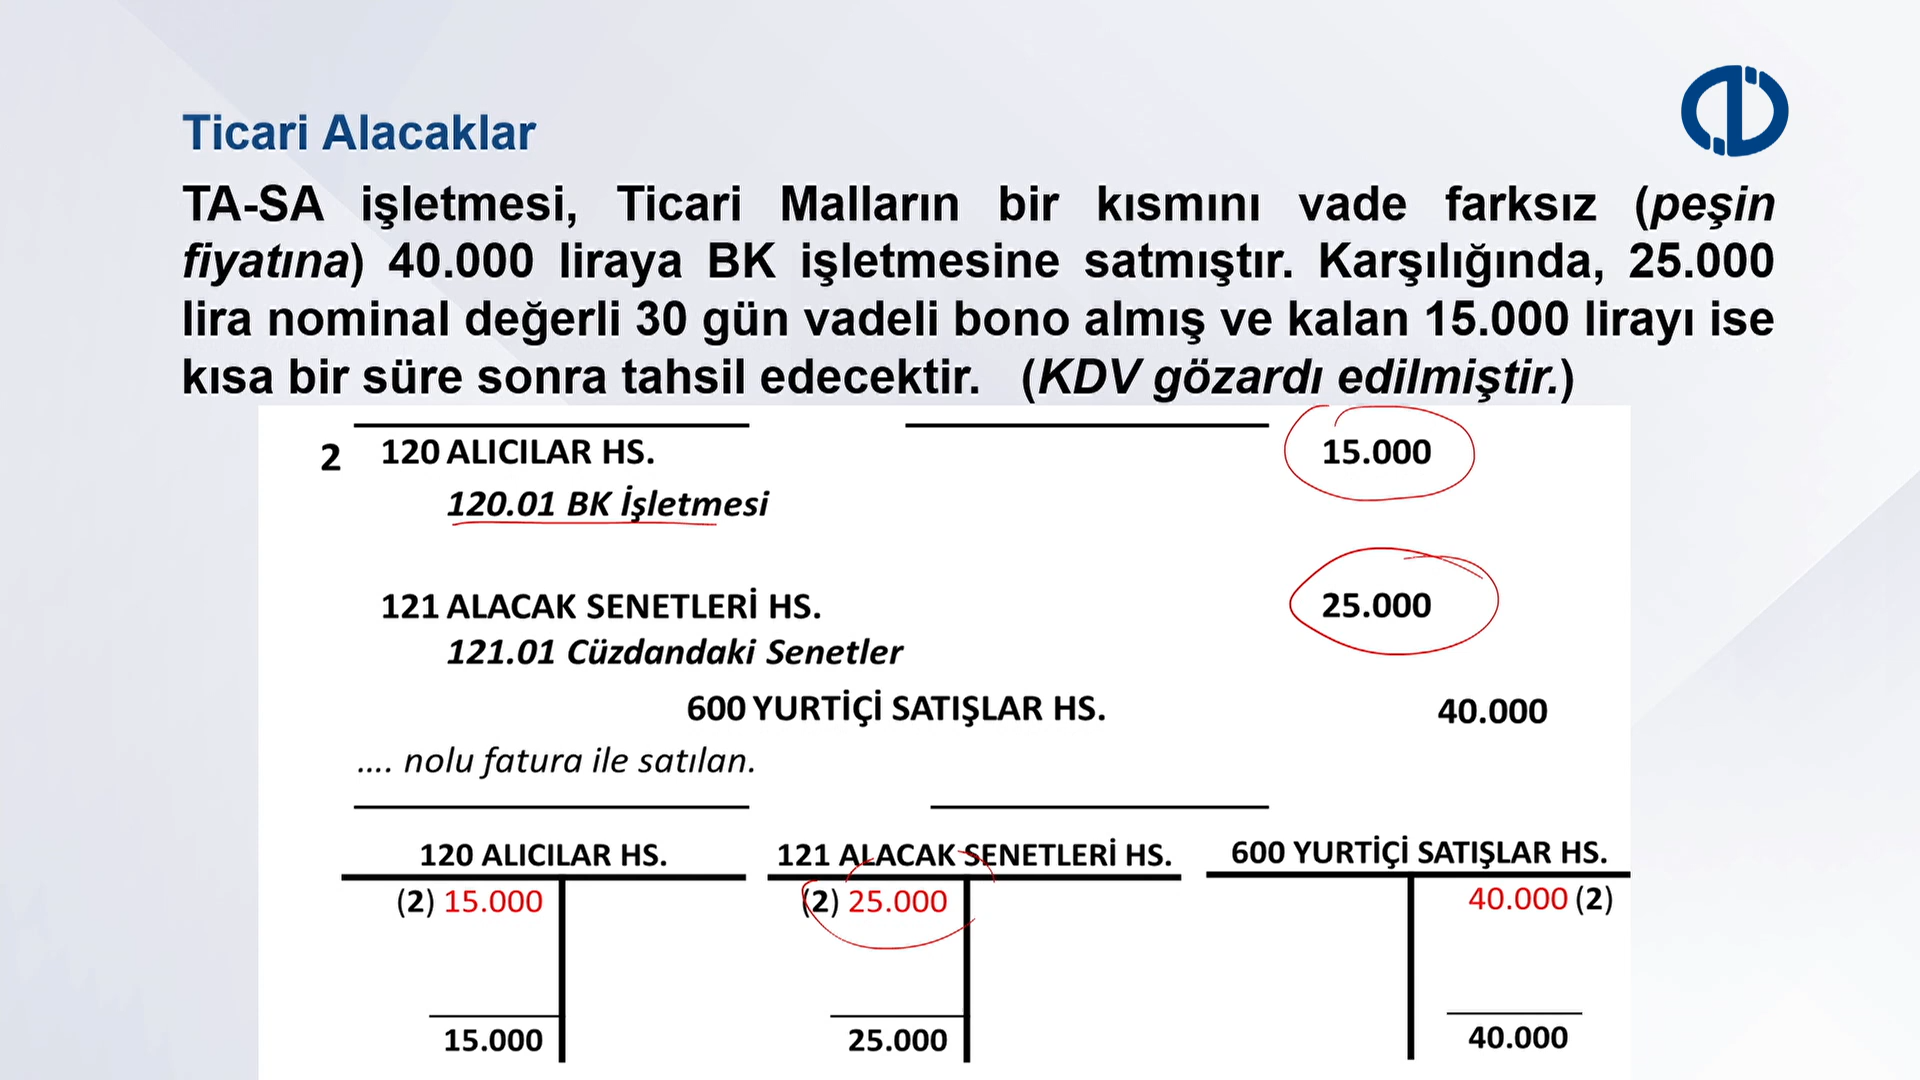 Ticari Alacaklar
TA-SA işletmesi, Ticari Malların bir kısmını vade farksız (peşin
fiyatına) 40.000 liraya BK işletmesine satmıştır. Karşılığında, 25.000
lira nominal değerli 30 gün vadeli bono almış ve kalan 15.000 lirayı ise
kısa bir süre sonra tahsil edecektir. (KDV gözardı edilmiştir.)
2 120 ALICILAR HS. 15.000
120.01 BK İşletmesi
121 ALACAK SENETLERİ HS. 25.000
121.01 Cüzdandaki Senetler
600 YURTİÇİ SATIŞLAR HS. 40.000
.... nolu fatura ile satılan.
120 ALICILAR HS. 121 ALACAK SENETLERİ HS. 600 YURTİÇİ SATIŞLAR HS.
(2) 15.000 (2) 25.000 40.000 (2)
15.000 25.000 40.000